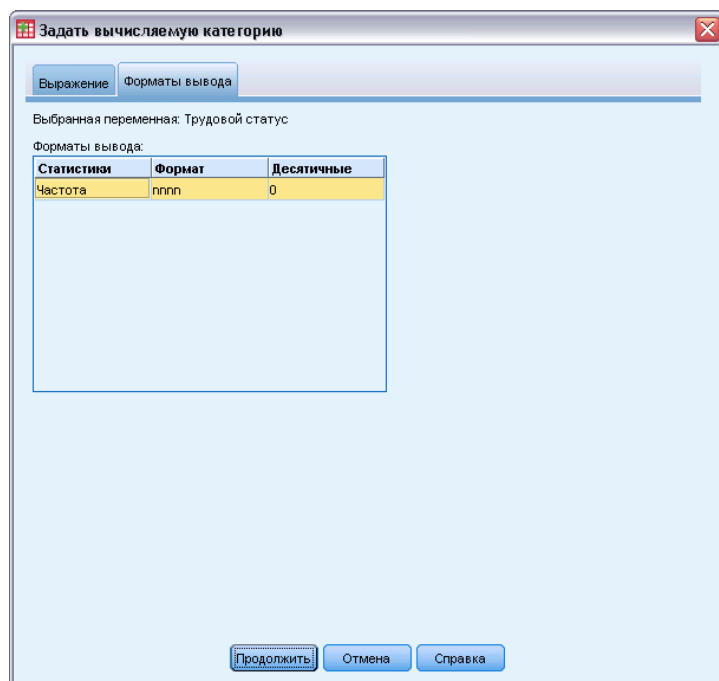 Задать вычисляемую категорию
Выражение Форматы вывода
Выбранная переменная: Трудовой статус
Форматы вывода:
Статистики Формат Десятичные
Частота nnnn 0
Продолжить Отмена Справка